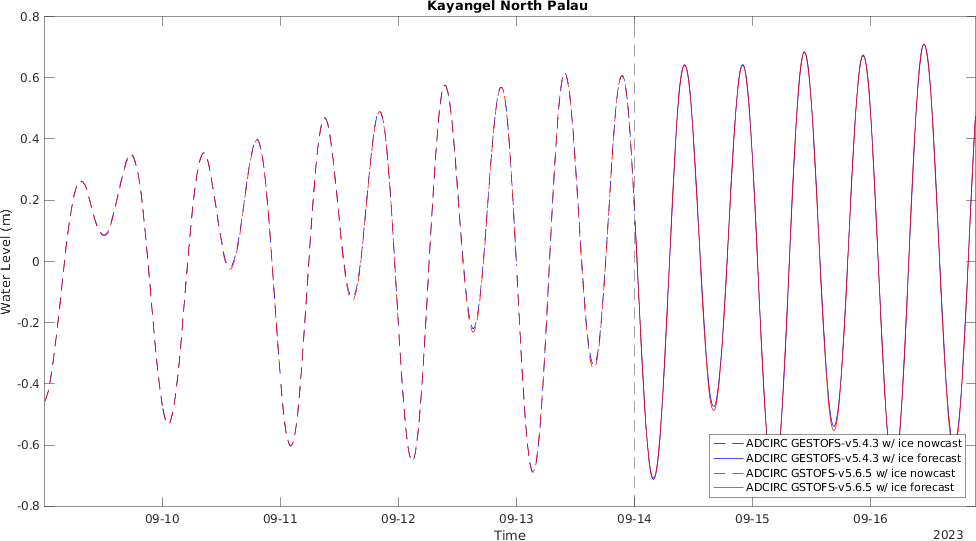 Kayangel North Palau
0.8
0.6
0.4
0.2
0
-0.2
-0.4
-0.6
-0.8
Water Level (m)
ADCIRC GESTOFS-v5.4.3 w/ ice nowcast
ADCIRC GESTOFS-v5.4.3 w/ ice forecast
ADCIRC GSTOFS-v5.6.5 w/ ice nowcast
ADCIRC GSTOFS-v5.6.5 w/ ice forecast
09-10 09-11 09-12 09-13 09-14 09-15 09-16
Time
2023